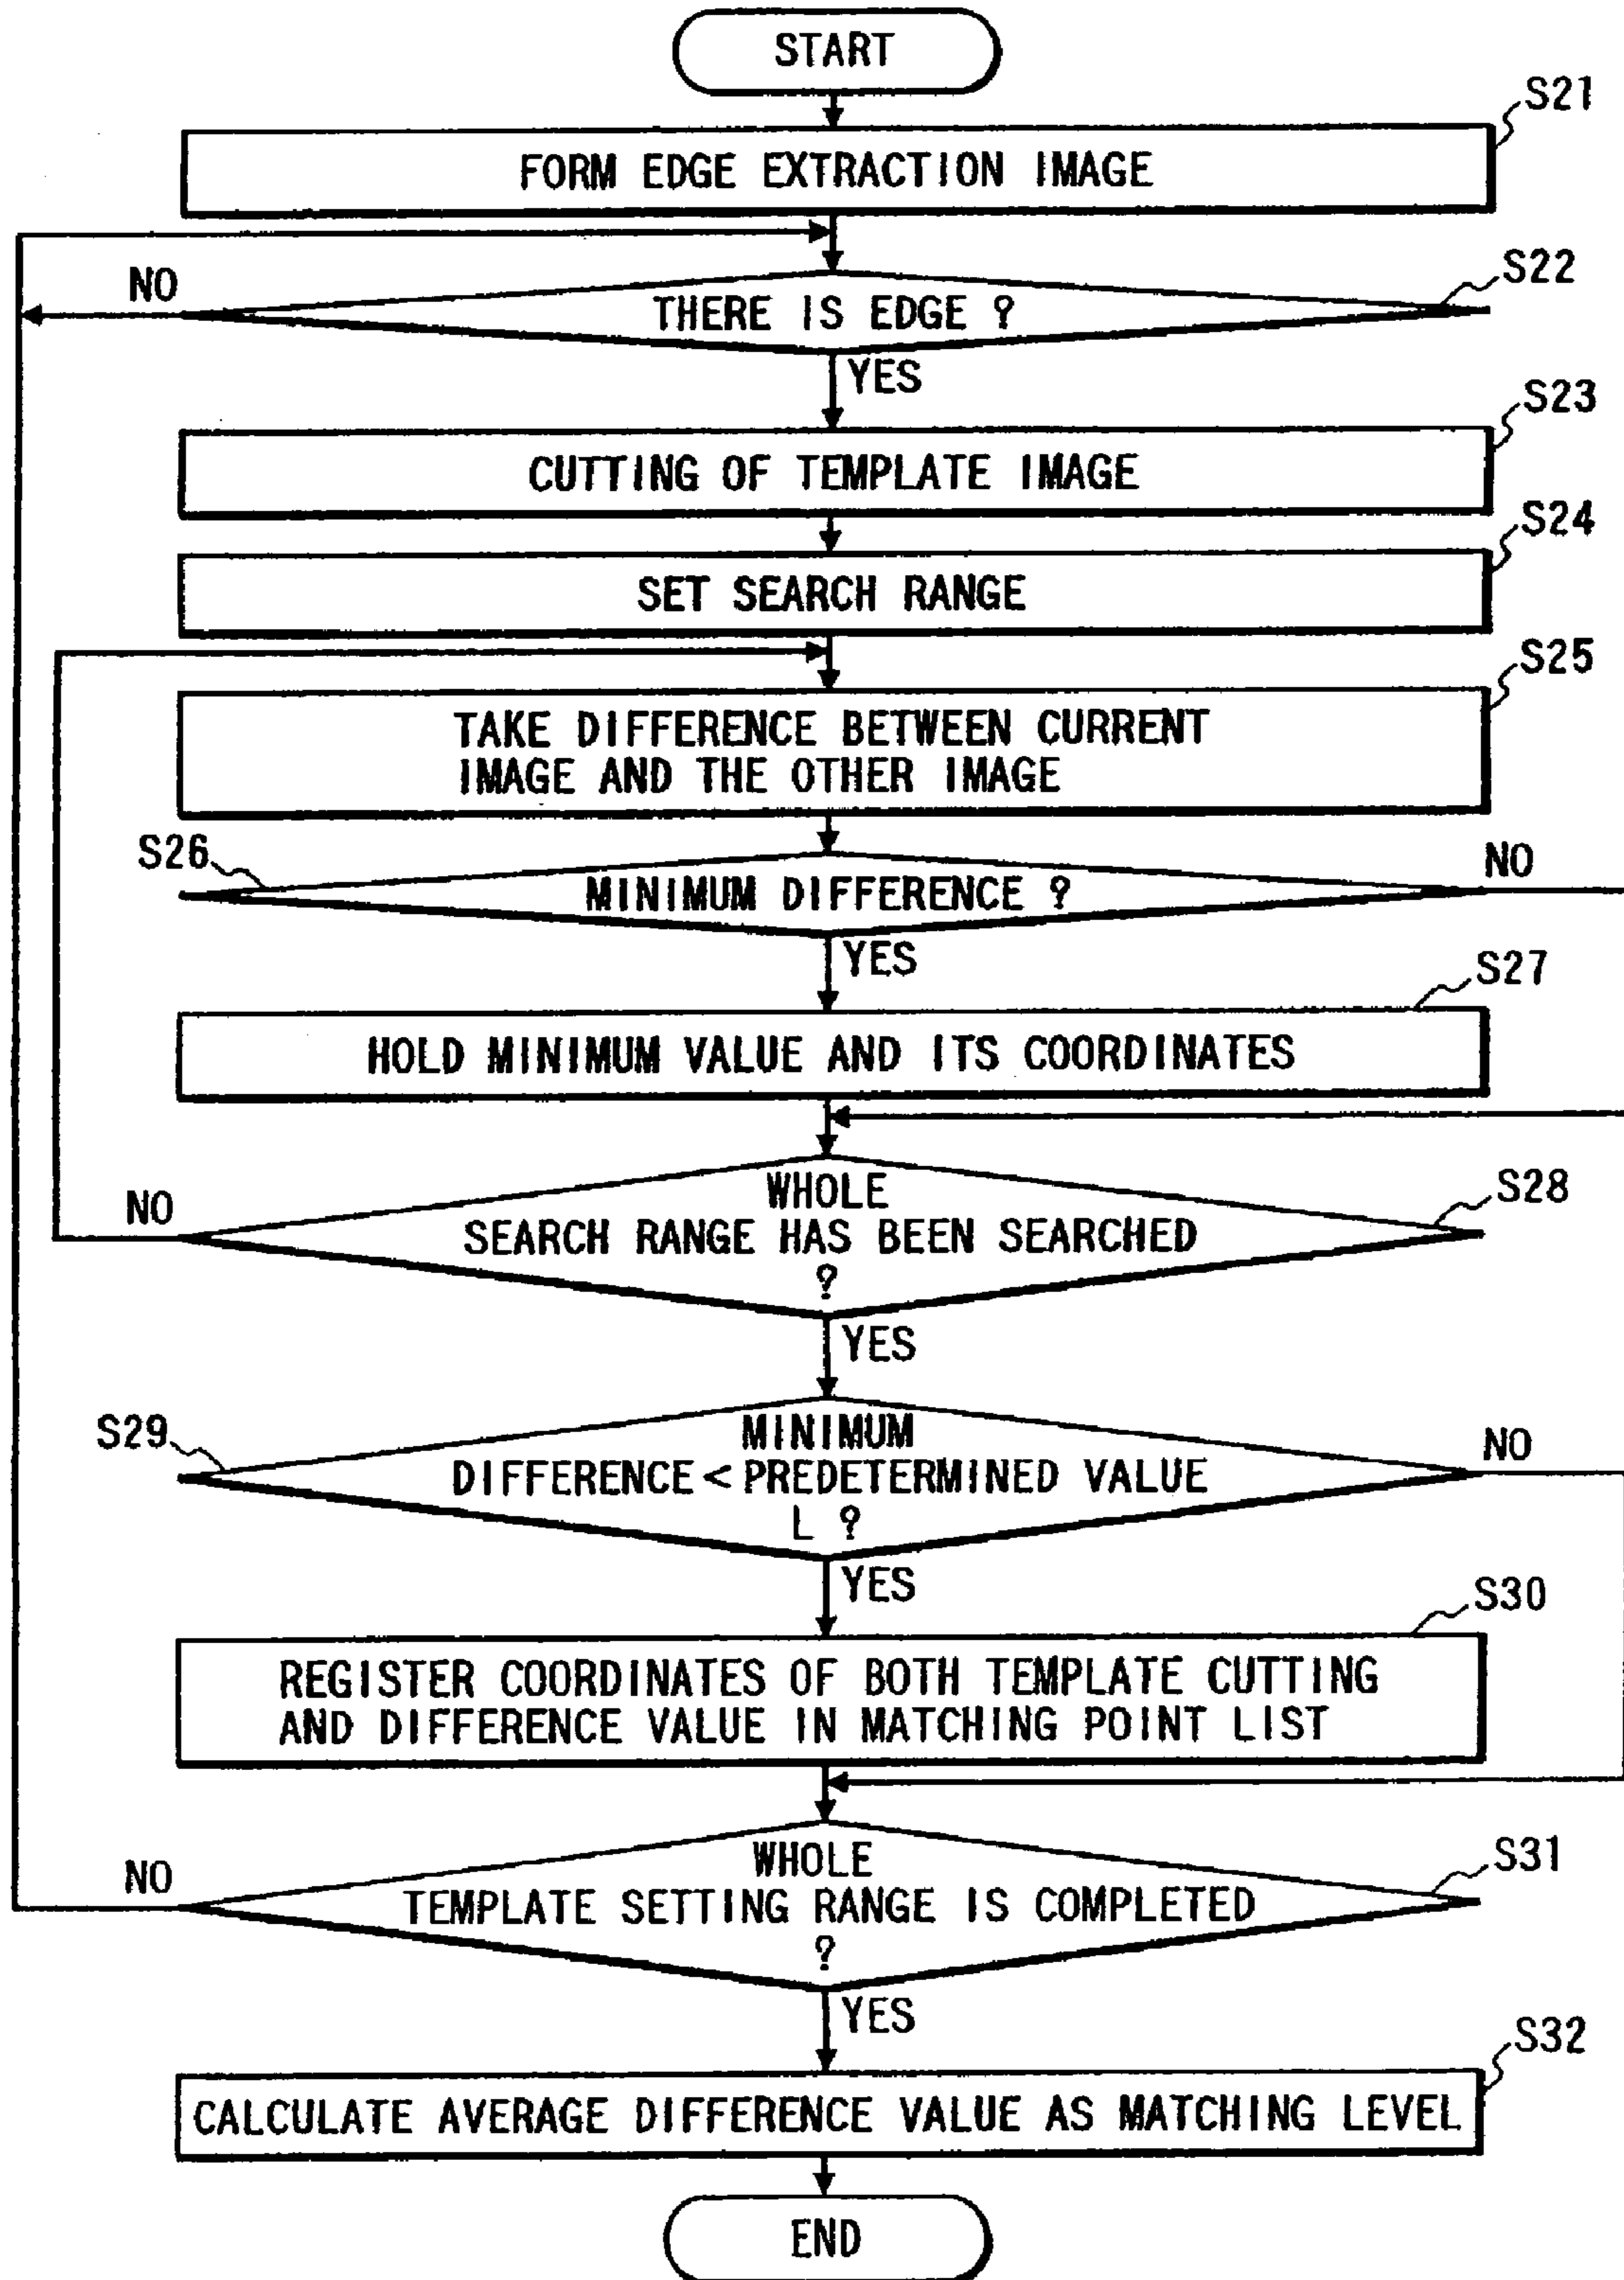 START
S21
FORM EDGE EXTRACTION IMAGE
NO
S22
THERE IS EDGE ?
YES
S23
CUTTING OF TEMPLATE IMAGE
S24
SET SEARCH RANGE
S25
TAKE DIFFERENCE BETWEEN CURRENT
IMAGE AND THE OTHER IMAGE
S26
NO
MINIMUM DIFFERENCE ?
YES
S27
HOLD MINIMUM VALUE AND ITS COORDINATES
WHOLE
S28
NO
SEARCH RANGE HAS BEEN SEARCHED
?
YES
S29
MINIMUM
NO
DIFFERENCE < PREDETERMINED VALUE
L ?
YES
S30
REGISTER COORDINATES OF BOTH TEMPLATE CUTTING
AND DIFFERENCE VALUE IN MATCHING POINT LIST
WHOLE
S31
NO
TEMPLATE SETTING RANGE IS COMPLETED
?
YES
S32
CALCULATE AVERAGE DIFFERENCE VALUE AS MATCHING LEVEL
END